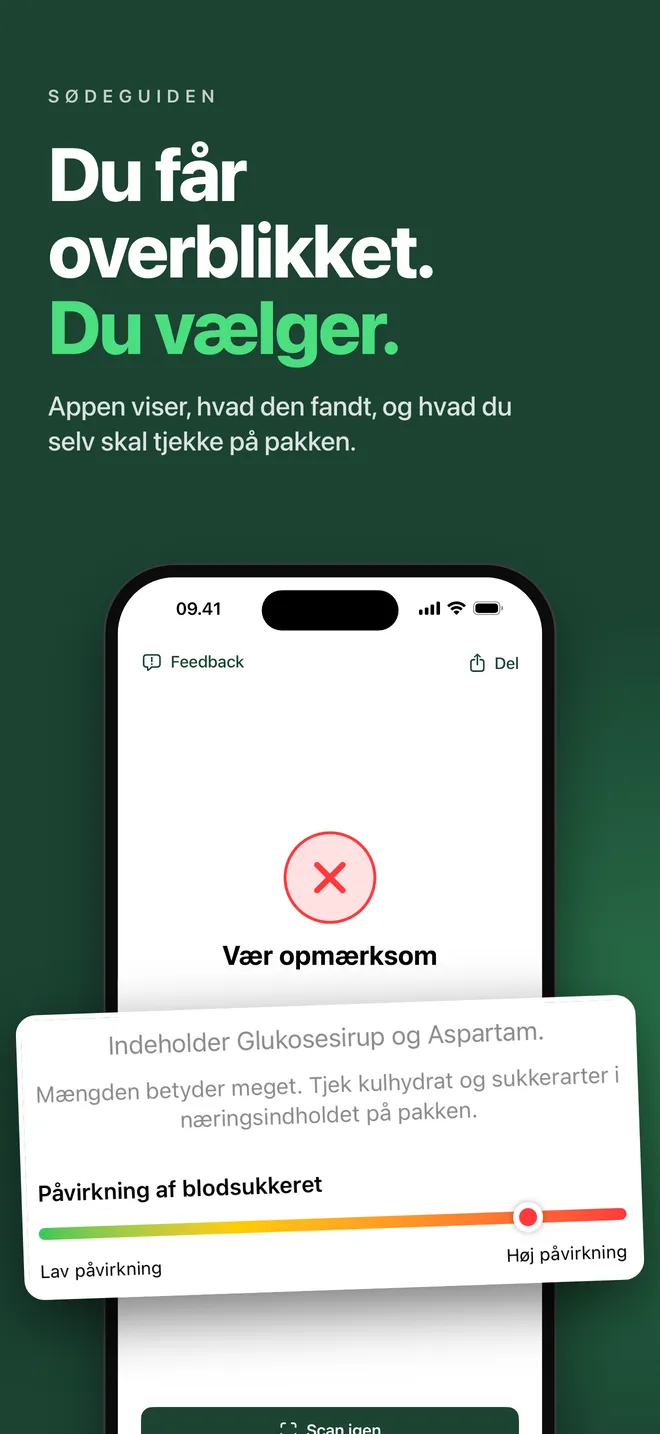 SØDEGUIDEN
Du får
overblikket.
Du vælger.
Appen viser, hvad den fandt, og hvad du
selv skal tjekke på pakken.
09.41
Feedback
Del
Vær opmærksom
Indeholder Glukosesirup og Aspartam.
Mængden betyder meget. Tjek kulhydrat og sukkerarter i
næringsindholdet på pakken.
Påvirkning af blodsukkeret
Lav påvirkning
Høj påvirkning
Scan igen